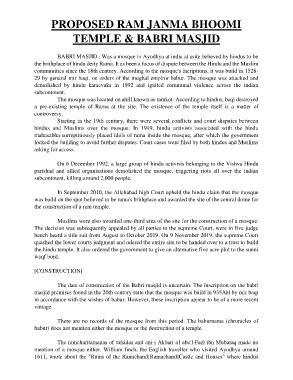 PROPOSED RAM JANMA BHOOMI
TEMPLE & BABRI MASJID
BABRI MASJID : Was a mosque in Ayodhya at india at asite believed by hindus to be
the birthplace of hindu deity Rama. It as been a focus of dispute between the Hindu and the Muslim
communities since the 18th century. According to the mosque's inscriptions, it was build in 1528-
29 by general mir baqi, on orders of the mughal emperor babur. The mosque was attacked and
demolished by hindu karsevaks in 1992 and ignited communal violence across the indian
subcontinent.
The mosque was located on still known as ramkot. According to hindus, baqi destroyed
a pre-existing temple of Rama at the site. The existence of the temple itself is a matter of
controversy.
Starting in the 19th century, there were several conflicts and court disputes between
hindus and Muslims over the mosque. In 1949, hindu activists associated with the hindu
mahasabha surreptitiously placed idols of rama inside the mosque, after which the government
locked the building to avoid further disputes. Court cases were filed by both hindus and Muslims
asking for access.
On 6 December 1992, a large group of hindu activists belonging to the Vishva Hindu
parishad and allied organisations demolished the mosque, triggering riots all over the indian
subcontinent, killing around 2,000 people.
In September 2010, the Allahabad high Court upheld the hindu claim that the mosque
was build on the spot believed to be rama's birthplace and awarded the site of the central dome for
the construction of a ram temple.
Muslims were also awarded one-third area of the site for the construction of a mosque.
The decision was subsequently appealed by all parties to the supreme Court, were in five judge
bench heard a title suit from August to October 2019. On 9 November 2019, the supreme Court
quashed the lower courts judgment and ordered the entire site to be handed over to a trust to build
the hindu temple. It also ordered the government to give an alternative five acre plot to the sunni
waqf bord.
[CONSTRUCTION]
The date of construction of the Babri masjid is uncertain. The inscription on the babri
masjid premises found in the 20th century state that the mosque was build in 935AH by mir baqi
in accordance with the wishes of babur. However, these inscription appear to be of a more recent
vintage.
There are no records of the mosque from this period. The baburnama (chronicles of
babur) does not mention either the mosque or the destruction of a temple.
The ramcharitamanas of tulsidas and ain-i Akbari of abu'l-Fazl ibn Mubarag made no
mention of a mosque either. William finch, the English traveller who visited Ayodhya around
1611, wrote about the "Ruins of the Ranichand[Ramachand]Castle and Houses" where hindus